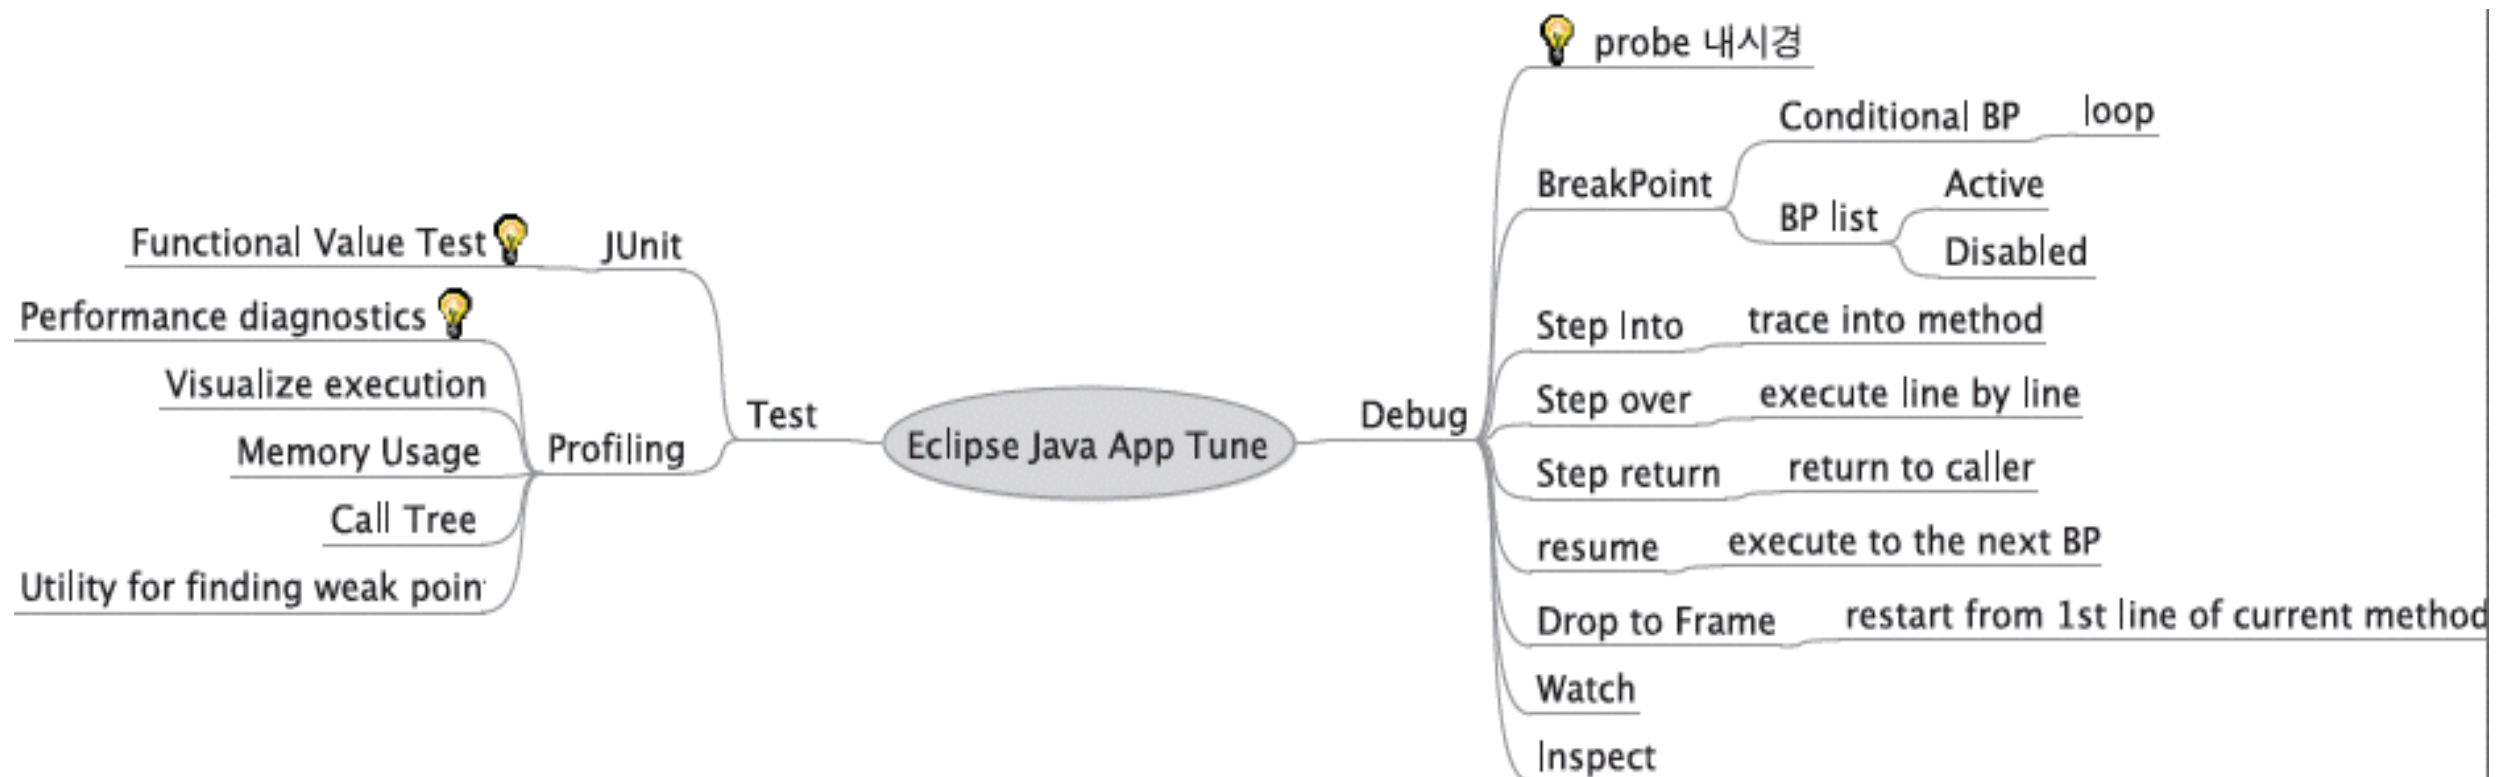 Eclipse Java App Tune
Test
JUnit
Functional Value Test
Profiling
Performance diagnostics
Visualize execution
Memory Usage
Call Tree
Utility for finding weak poin
Debug
probe 내시경
BreakPoint
Conditional BP
loop
BP list
Active
Disabled
Step Into
trace into method
Step over
execute line by line
Step return
return to caller
resume
execute to the next BP
Drop to Frame
restart from 1st line of current method
Watch
Inspect